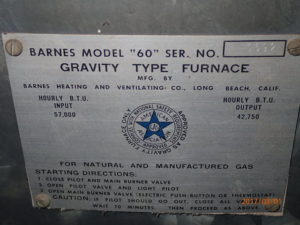 BARNES MODEL "60" SER. NO.
GRAVITY TYPE FURNACE
MFG. BY
BARNES HEATING AND VENTILATING CO., LONG BEACH, CALIF.
HOURLY B.T.U.
INPUT
57,000
HOURLY B.T.U.
OUTPUT
42,750
FOR NATURAL AND MANUFACTURED GAS
STARTING DIRECTIONS:
1. CLOSE PILOT AND MAIN BURNER VALVE
2. OPEN PILOT VALVE AND LIGHT PILOT
3. OPEN MAIN BURNER VALVE (ELECTRIC PUSH BUTTON OR THERMOSTAT)
CAUTION: IF PILOT SHOULD GO OUT, CLOSE ALL
WAIT 10 MINUTES, THEN PROCEED AS ABOVE